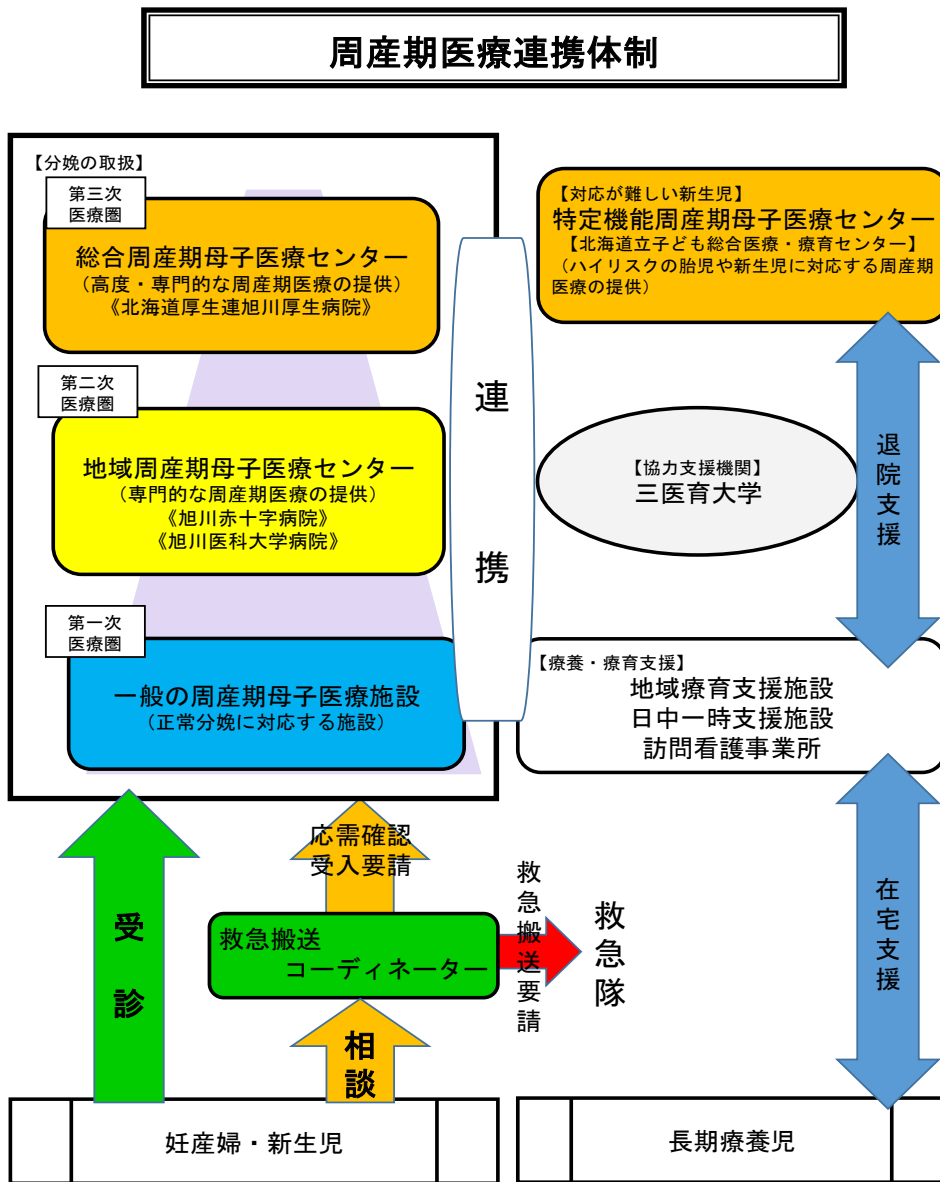 周産期医療連携体制
【分娩の取扱】
第三次
医療圏
総合周産期母子医療センター
（高度・専門的な周産期医療の提供）
《北海道厚生連旭川厚生病院》
第二次
医療圏
地域周産期母子医療センター
（専門的な周産期医療の提供）
《旭川赤十字病院》
《旭川医科大学病院》
第一次
医療圏
一般の周産期母子医療施設
（正常分娩に対応する施設）
連携
【対応が難しい新生児】
特定機能周産期母子医療センター
【北海道立子ども総合医療・療育センター】
（ハイリスクの胎児や新生児に対応する周産期
医療の提供）
【協力支援機関】
三医育大学
退院支援
【療養・療育支援】
地域療育支援施設
日中一時支援施設
訪問看護事業所
在宅支援
受診
応需確認
受入要請
救急搬送
コーディネーター
救急搬送要請
救急隊
相談
妊産婦・新生児
長期療養児